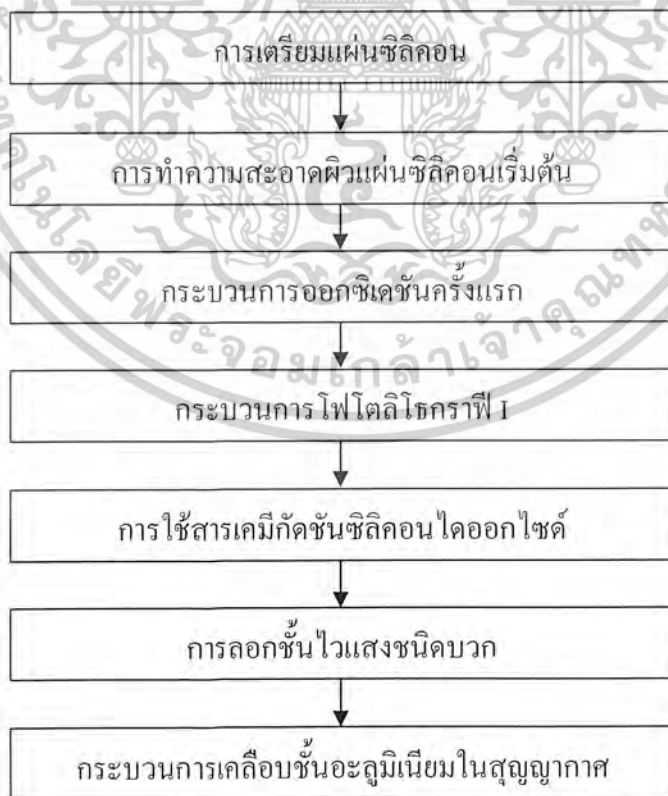 การเตรียมแผ่นซิลิคอน
การทำความสะอาดผิวแผ่นซิลิคอนเริ่มต้น
กระบวนการออกซิเดชันครั้งแรก
กระบวนการโฟโตลิโธกราฟี I
การใช้สารเคมีกัดชั้นซิลิคอนไดออกไซด์
การลอกชั้นไวแสงชนิดบวก
กระบวนการเคลือบชั้นอะลูมิเนียมในสุญญากาศ